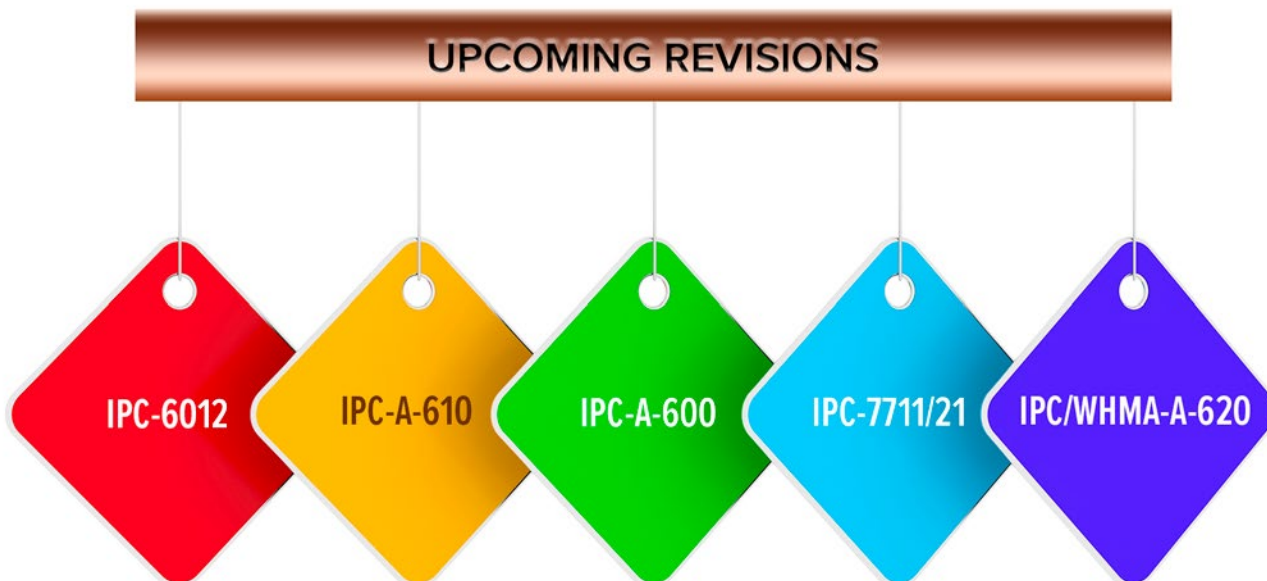 UPCOMING REVISIONS
IPC-6012
IPC-A-610
IPC-A-600
IPC-7711/21
IPC/WHMA-A-620